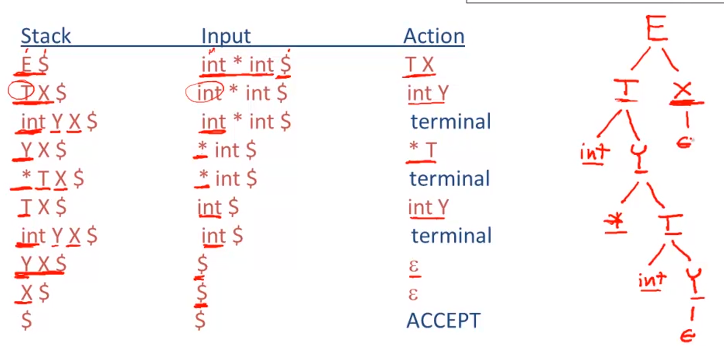 Stack Input Action
E $ int * int $ T X
T X $ int * int $ int Y
int Y X $ int * int $ terminal
Y X $ * int $ * T
* T X $ * int $ terminal
T X $ int $ int Y
int Y X $ int $ terminal
Y X $ $ ε
X $ $ ε
$ $ ACCEPT
E
T X
int Y ε
* T
int Y
ε